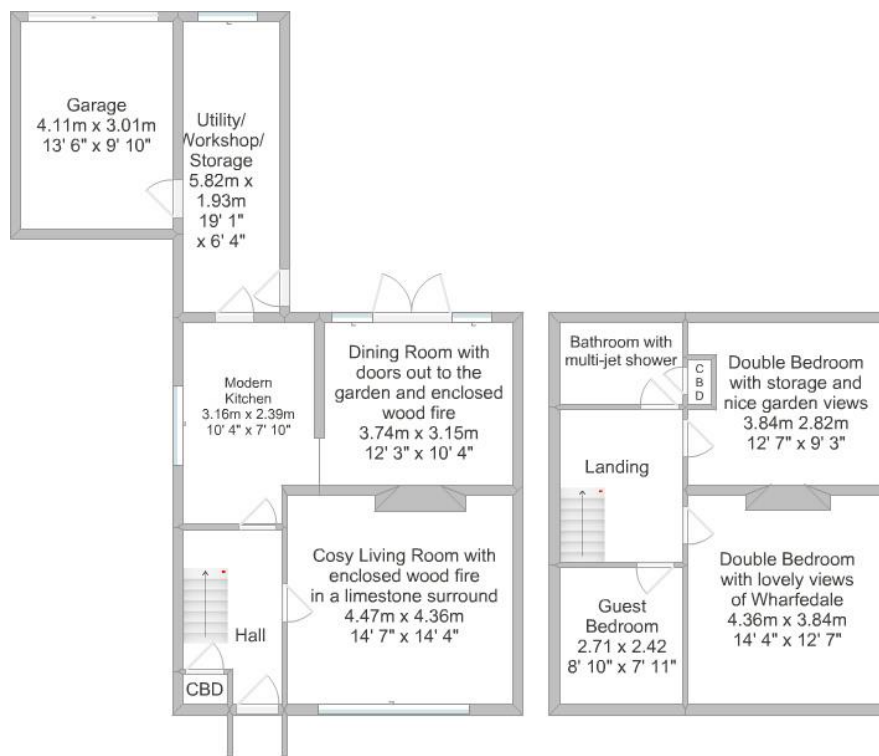 Garage
4.11m x 3.01m
13' 6" x 9' 10"
Utility/
Workshop/
Storage
5.82m x
1.93m
19' 1"
x 6' 4"
Modern
Kitchen
3.16m x 2.39m
10' 4" x 7' 10"
Dining Room with
doors out to the
garden and enclosed
wood fire
3.74m x 3.15m
12' 3" x 10' 4"
Cosy Living Room with
enclosed wood fire
in a limestone surround
4.47m x 4.36m
14' 7" x 14' 4"
Hall
CBD
Bathroom with
multi-jet shower
C
B
D
Double Bedroom
with storage and
nice garden views
3.84m 2.82m
12' 7" x 9' 3"
Landing
Double Bedroom
with lovely views
of Wharfedale
4.36m x 3.84m
14' 4" x 12' 7"
Guest
Bedroom
2.71 x 2.42
8' 10" x 7' 11"